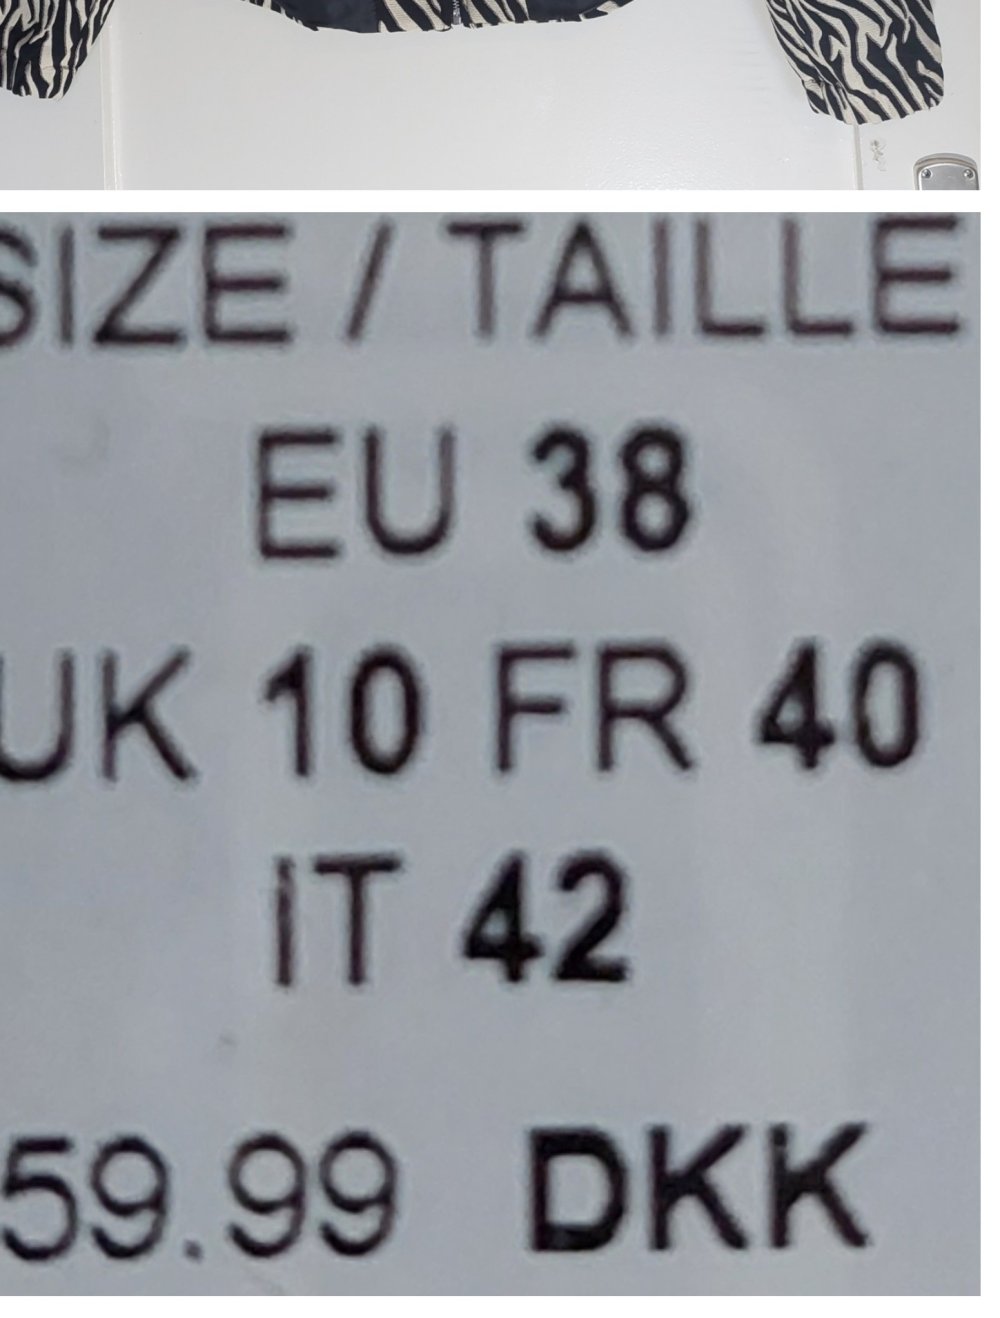 SIZE / TAILLE
EU 38
UK 10 FR 40
IT 42
59.99 DKK